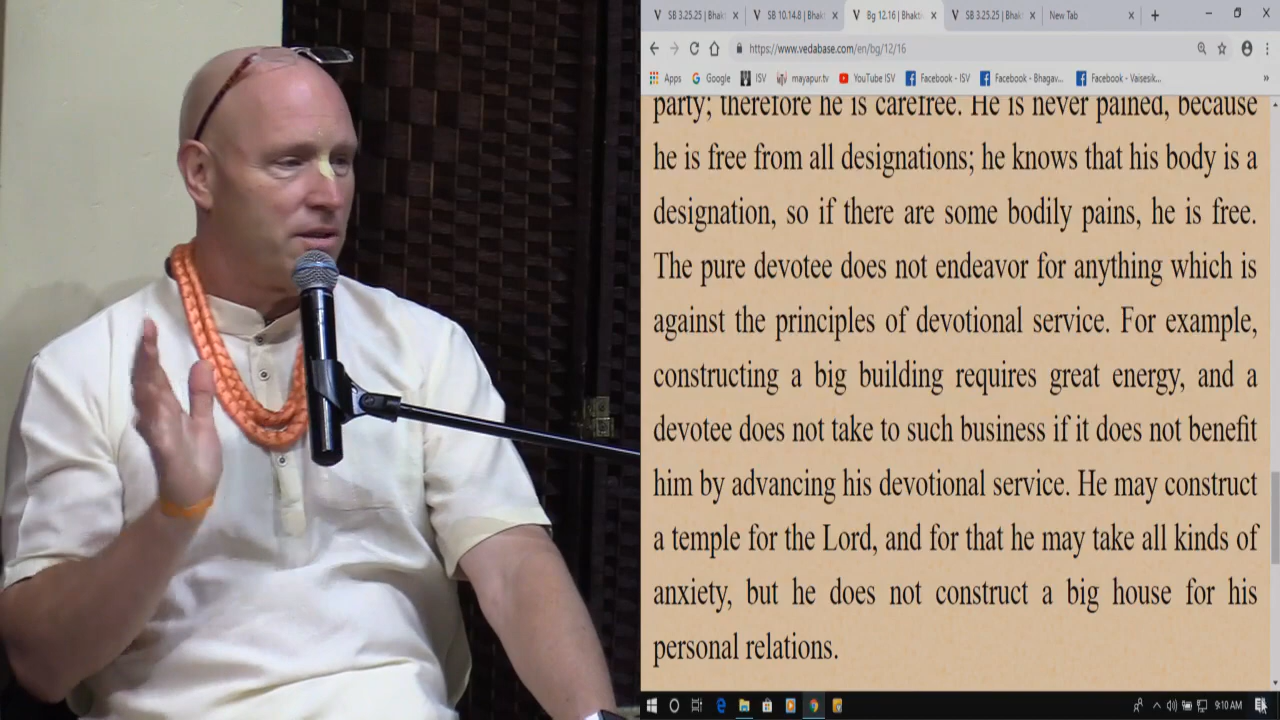 SB 3.25.25 | Bhakt
SB 10.14.8 | Bhakt
Bg 12.16 | Bhakti
SB 3.25.25 | Bhakt
New Tab
https://www.vedabase.com/en/bg/12/16
Apps
Google
ISV
mayapur.tv
YouTube ISV
Facebook - ISV
Facebook - Bhagav...
Facebook - Vaisesik...
»
party; therefore he is carefree. He is never pained, because
he is free from all designations; he knows that his body is a
designation, so if there are some bodily pains, he is free.
The pure devotee does not endeavor for anything which is
against the principles of devotional service. For example,
constructing a big building requires great energy, and a
devotee does not take to such business if it does not benefit
him by advancing his devotional service. He may construct
a temple for the Lord, and for that he may take all kinds of
anxiety, but he does not construct a big house for his
personal relations.
9:10 AM